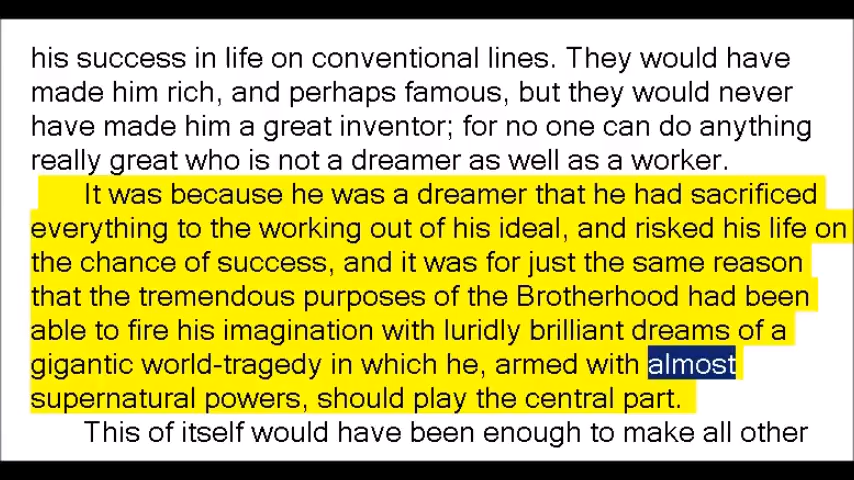 his success in life on conventional lines. They would have
made him rich, and perhaps famous, but they would never
have made him a great inventor; for no one can do anything
really great who is not a dreamer as well as a worker.
It was because he was a dreamer that he had sacrificed
everything to the working out of his ideal, and risked his life on
the chance of success, and it was for just the same reason
that the tremendous purposes of the Brotherhood had been
able to fire his imagination with luridly brilliant dreams of a
gigantic world-tragedy in which he, armed with almost
supernatural powers, should play the central part.
This of itself would have been enough to make all other